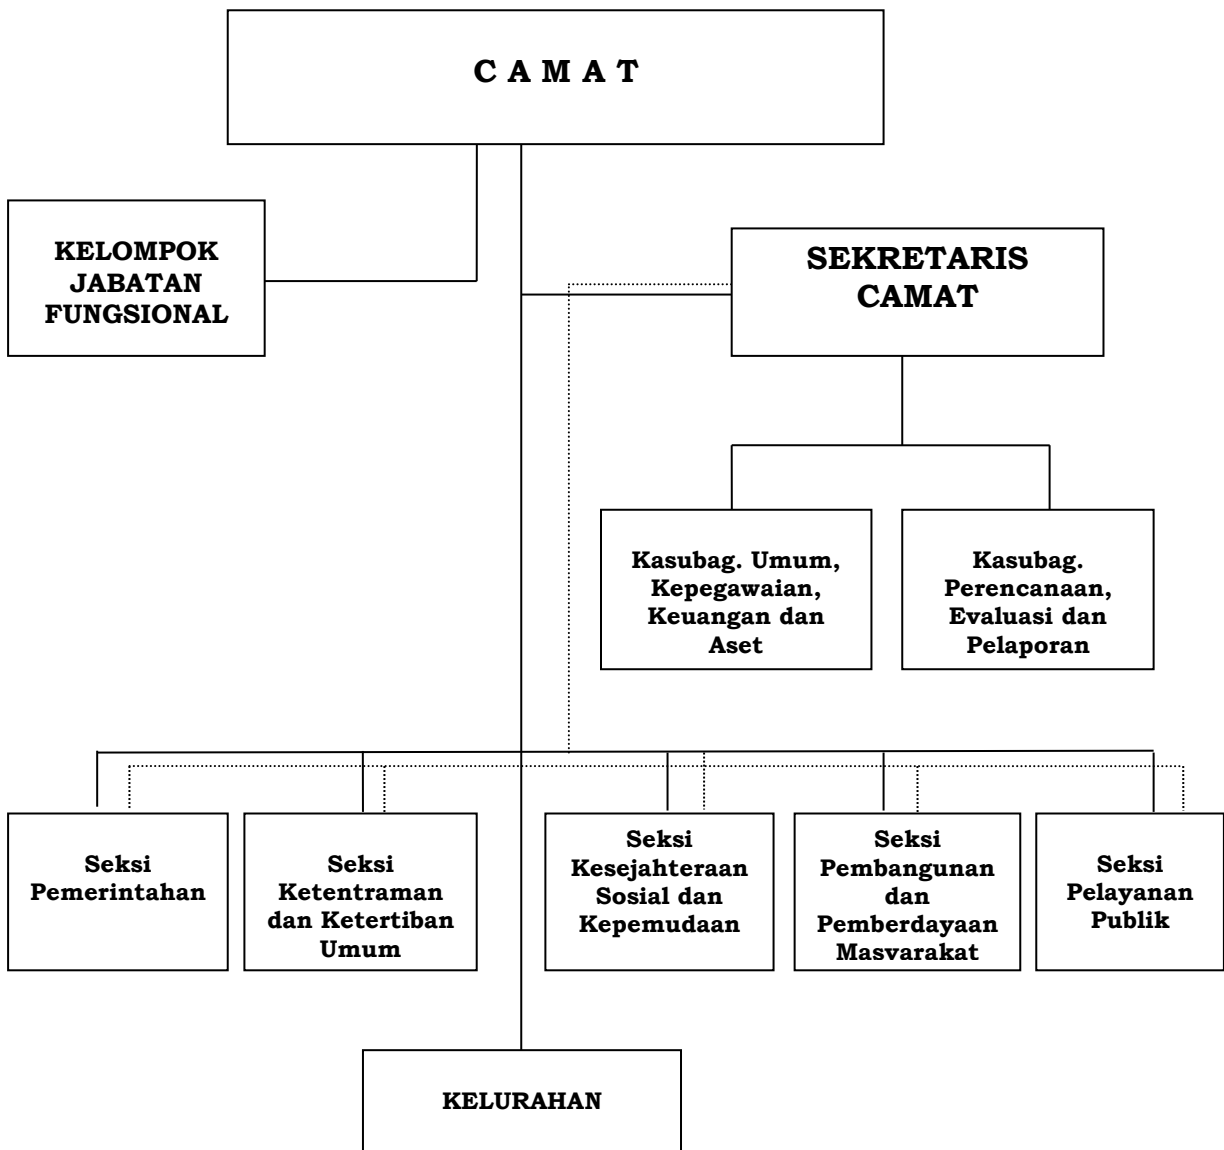 C A M A T
KELOMPOK
JABATAN
FUNGSIONAL
SEKRETARIS
CAMAT
Kasubag. Umum,
Kepegawaian,
Keuangan dan
Aset
Kasubag.
Perencanaan,
Evaluasi dan
Pelaporan
Seksi
Pemerintahan
Seksi
Ketentraman
dan Ketertiban
Umum
Seksi
Kesejahteraan
Sosial dan
Kepemudaan
Seksi
Pembangunan
dan
Pemberdayaan
Masyarakat
Seksi
Pelayanan
Publik
KELURAHAN